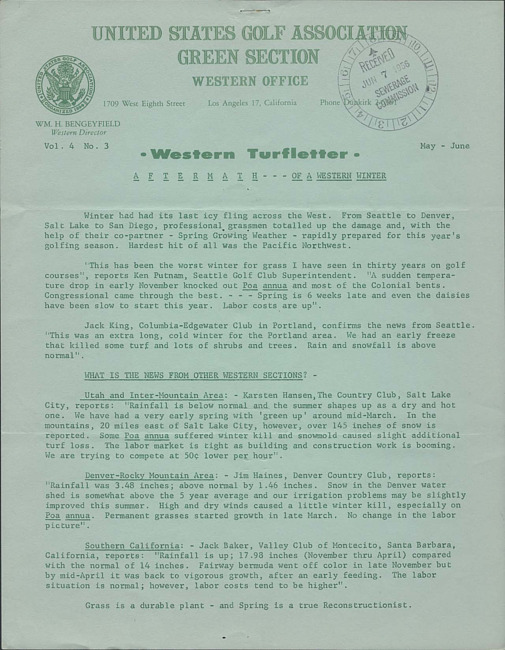 UNITED STATES GOLF ASSOCIATION
GREEN SECTION
WESTERN OFFICE
1709 West Eighth Street Los Angeles 17, California Phone Dunkirk
RECEIVED
JUN 7 1956
SEWERAGE
COMMISSION
WM. H. BENGEYFIELD
Western Director
Vol. 4 No. 3 May - June
• Western Turfletter •
A F T E R M A T H - - - OF A WESTERN WINTER
Winter had had its last icy fling across the West. From Seattle to Denver,
Salt Lake to San Diego, professional grassmen totalled up the damage and, with the
help of their co-partner - Spring Growing Weather - rapidly prepared for this year's
golfing season. Hardest hit of all was the Pacific Northwest.
"This has been the worst winter for grass I have seen in thirty years on golf
courses", reports Ken Putnam, Seattle Golf Club Superintendent. "A sudden tempera-
ture drop in early November knocked out Poa annua and most of the Colonial bents.
Congressional came through the best. - - - Spring is 6 weeks late and even the daisies
have been slow to start this year. Labor costs are up".
Jack King, Columbia-Edgewater Club in Portland, confirms the news from Seattle.
"This was an extra long, cold winter for the Portland area. We had an early freeze
that killed some turf and lots of shrubs and trees. Rain and snowfall is above
normal".
WHAT IS THE NEWS FROM OTHER WESTERN SECTIONS? -
Utah and Inter-Mountain Area: - Karsten Hansen,The Country Club, Salt Lake
City, reports: "Rainfall is below normal and the summer shapes up as a dry and hot
one. We have had a very early spring with 'green up' around mid-March. In the
mountains, 20 miles east of Salt Lake City, however, over 145 inches of snow is
reported. Some Poa annua suffered winter kill and snowmold caused slight additional
turf loss. The labor market is tight as building and construction work is booming.
We are trying to compete at 50¢ lower per hour".
Denver-Rocky Mountain Area: - Jim Haines, Denver Country Club, reports:
"Rainfall was 3.48 inches; above normal by 1.46 inches. Snow in the Denver water
shed is somewhat above the 5 year average and our irrigation problems may be slightly
improved this summer. High and dry winds caused a little winter kill, especially on
Poa annua. Permanent grasses started growth in late March. No change in the labor
picture".
Southern California: - Jack Baker, Valley Club of Montecito, Santa Barbara,
California, reports: "Rainfall is up; 17.98 inches (November thru April) compared
with the normal of 14 inches. Fairway bermuda went off color in late November but
by mid-April it was back to vigorous growth, after an early feeding. The labor
situation is normal; however, labor costs tend to be higher".
Grass is a durable plant - and Spring is a true Reconstructionist.